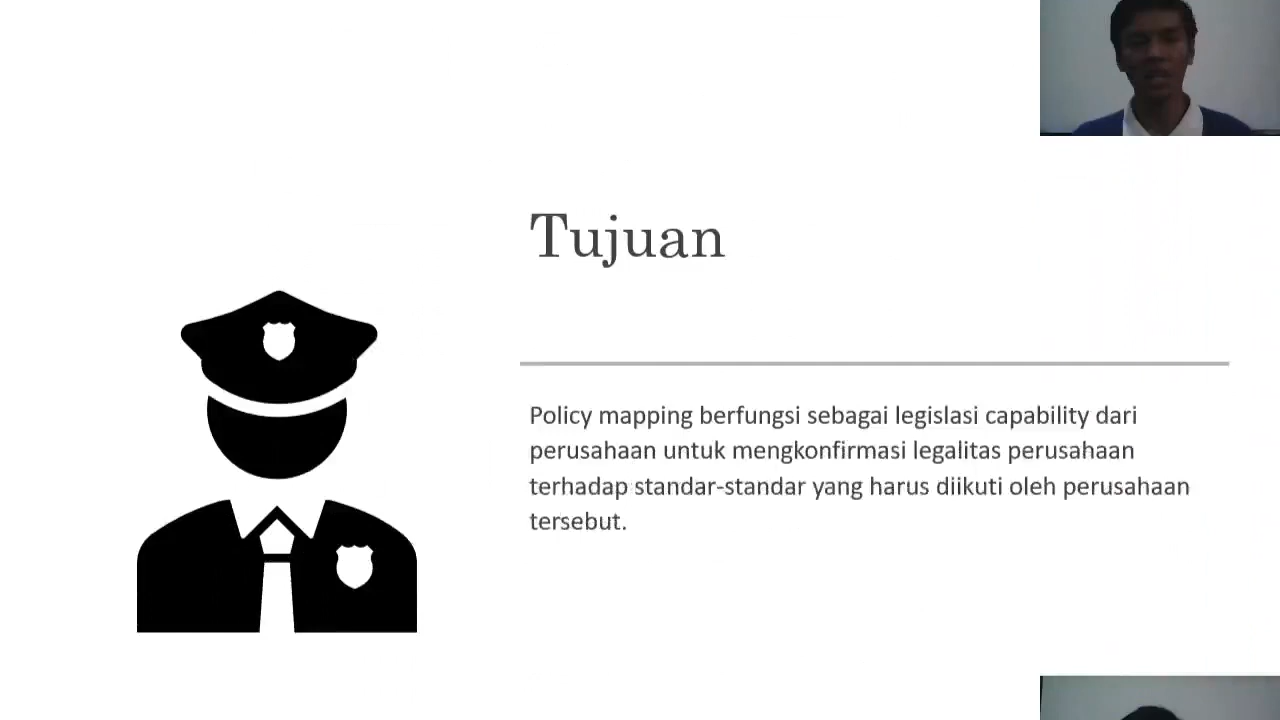 Tujuan
Policy mapping berfungsi sebagai legislasi capability dari
perusahaan untuk mengkonfirmasi legalitas perusahaan
terhadap standar-standar yang harus diikuti oleh perusahaan
tersebut.